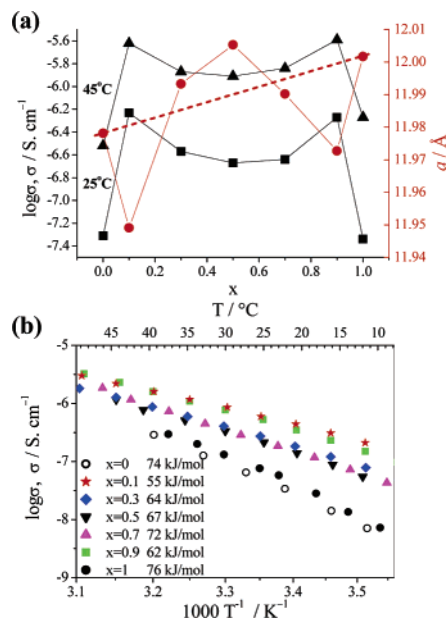 (a)
-5.6
-5.8
-6.0
-6.2
-6.4
-6.6
-6.8
-7.0
-7.2
-7.4
logσ, σ / S. cm⁻¹
45°C
25°C
12.01
12.00
11.99
11.98
11.97
11.96
11.95
11.94
a / Å
0.0 0.2 0.4 0.6 0.8 1.0
x
T / °C
(b)
45 40 35 30 25 20 15 10
-5
-6
-7
-8
-9
logσ, σ / S. cm⁻¹
x=0 74 kJ/mol
x=0.1 55 kJ/mol
x=0.3 64 kJ/mol
x=0.5 67 kJ/mol
x=0.7 72 kJ/mol
x=0.9 62 kJ/mol
x=1 76 kJ/mol
3.1 3.2 3.3 3.4 3.5
1000 T⁻¹ / K⁻¹